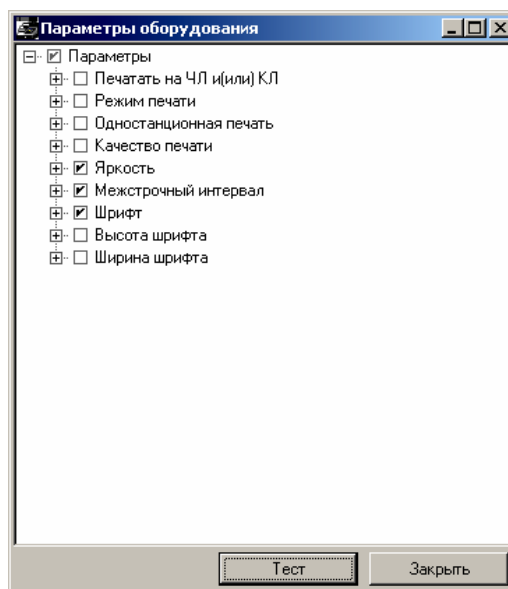 Параметры оборудования
Параметры
Печатать на ЧЛ и(или) КЛ
Режим печати
Одностанционная печать
Качество печати
Яркость
Межстрочный интервал
Шрифт
Высота шрифта
Ширина шрифта
Тест
Закрыть